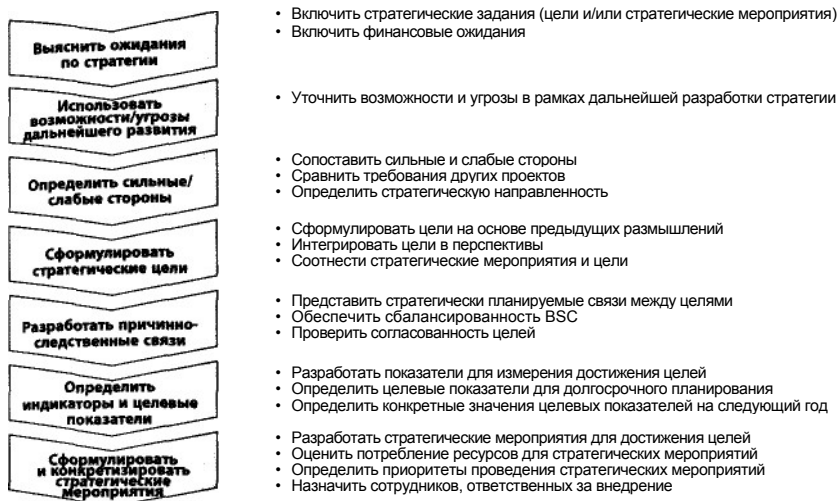 Выяснить ожидания
по стратегии
• Включить стратегические задания (цели и/или стратегические мероприятия)
• Включить финансовые ожидания
Использовать
возможности/угрозы
дальнейшего развития
• Уточнить возможности и угрозы в рамках дальнейшей разработки стратегии
Определить сильные/
слабые стороны
• Сопоставить сильные и слабые стороны
• Сравнить требования других проектов
• Определить стратегическую направленность
Сформулировать
стратегические цели
• Сформулировать цели на основе предыдущих размышлений
• Интегрировать цели в перспективы
• Соотнести стратегические мероприятия и цели
Разработать причинно-
следственные связи
• Представить стратегически планируемые связи между целями
• Обеспечить сбалансированность BSC
• Проверить согласованность целей
Определить
индикаторы и целевые
показатели
• Разработать показатели для измерения достижения целей
• Определить целевые показатели для долгосрочного планирования
• Определить конкретные значения целевых показателей на следующий год
Сформулировать
и конкретизировать
стратегические
мероприятия
• Разработать стратегические мероприятия для достижения целей
• Оценить потребление ресурсов для стратегических мероприятий
• Определить приоритеты проведения стратегических мероприятий
• Назначить сотрудников, ответственных за внедрение